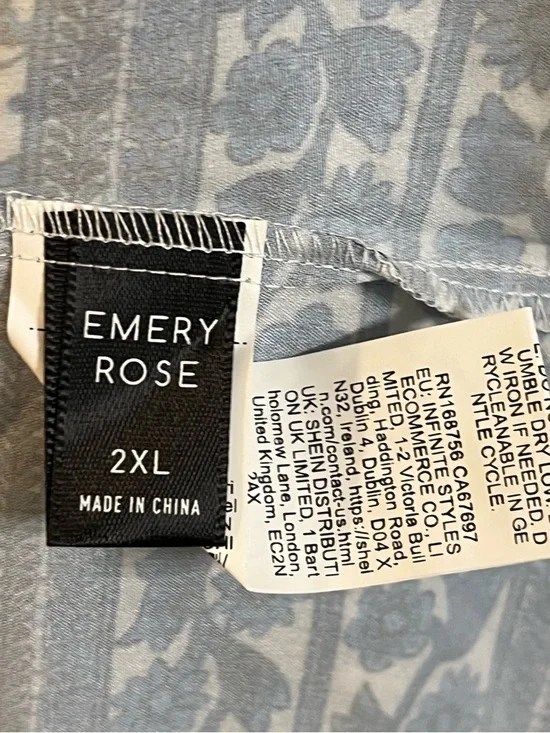 EMERY
ROSE
2XL
MADE IN CHINA
UMBLE DRY LOW.
W IRON IF NEEDED. D
RYCLEANABLE IN GE
NTLE CYCLE.
RN168756 CA67697
EU: INFINITE STYLES
ECOMMERCE CO., LI
MITED, 1-2 Victoria Buil
ding, Haddington Road,
Dublin 4, Dublin, D04 X
N32, Ireland, https://shei
n.com/contact-us.html
UK: SHEIN DISTRIBUTI
ON UK LIMITED, 1 Bart
holomew Lane, London,
United Kingdom, EC2N
2AX